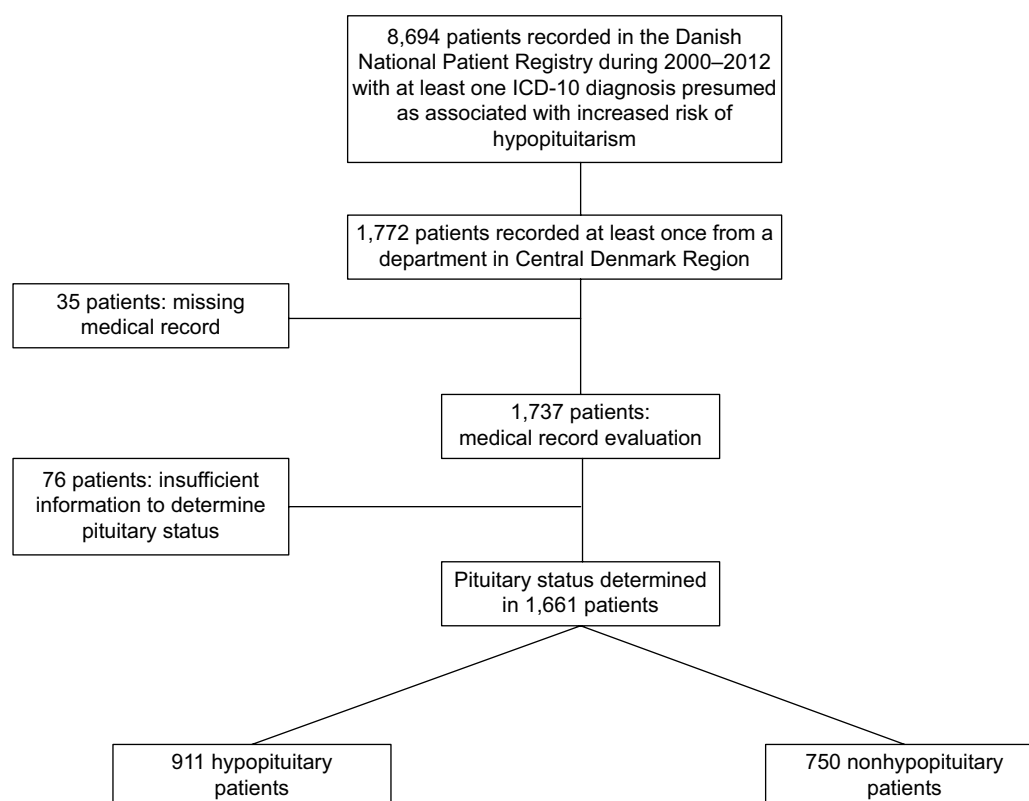 8,694 patients recorded in the Danish
National Patient Registry during 2000–2012
with at least one ICD-10 diagnosis presumed
as associated with increased risk of
hypopituitarism
1,772 patients recorded at least once from a
department in Central Denmark Region
35 patients: missing
medical record
1,737 patients:
medical record evaluation
76 patients: insufficient
information to determine
pituitary status
Pituitary status determined
in 1,661 patients
911 hypopituitary
patients
750 nonhypopituitary
patients